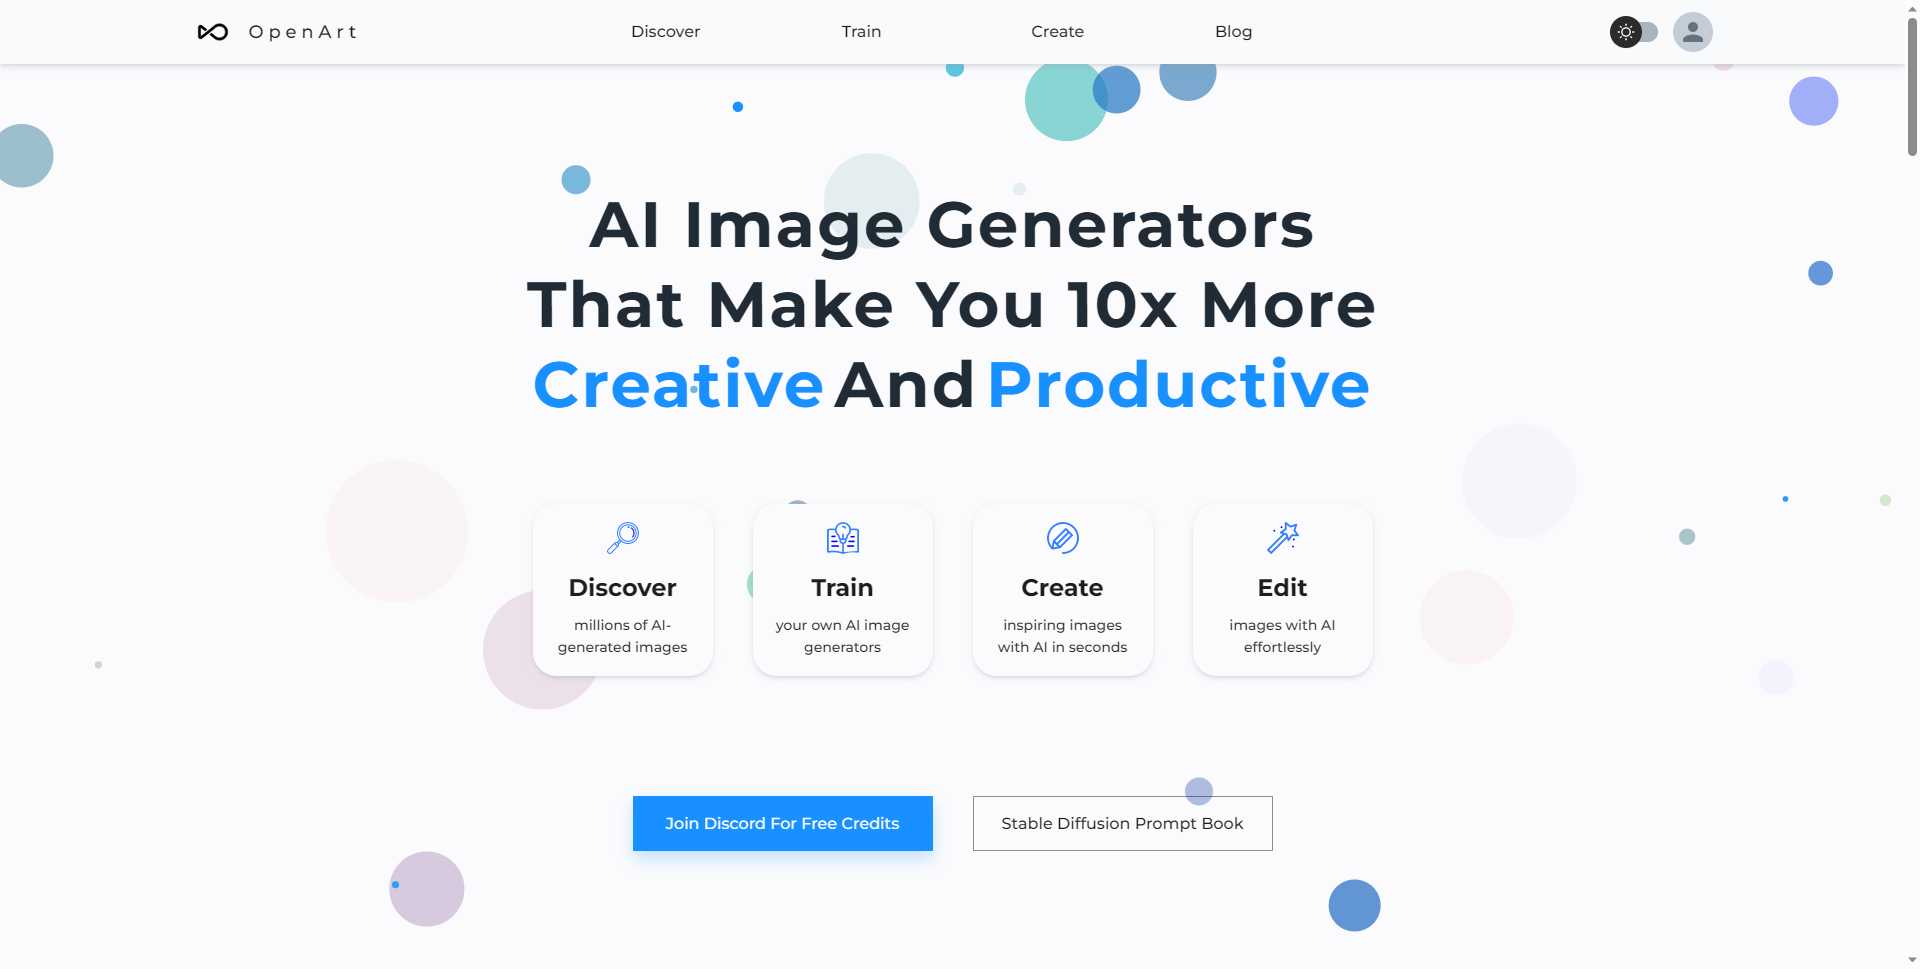 OpenArt
Discover
Train
Create
Blog
AI Image Generators
That Make You 10x More
Creative And Productive
Discover
millions of AI-
generated images
Train
your own AI image
generators
Create
inspiring images
with AI in seconds
Edit
images with AI
effortlessly
Join Discord For Free Credits
Stable Diffusion Prompt Book